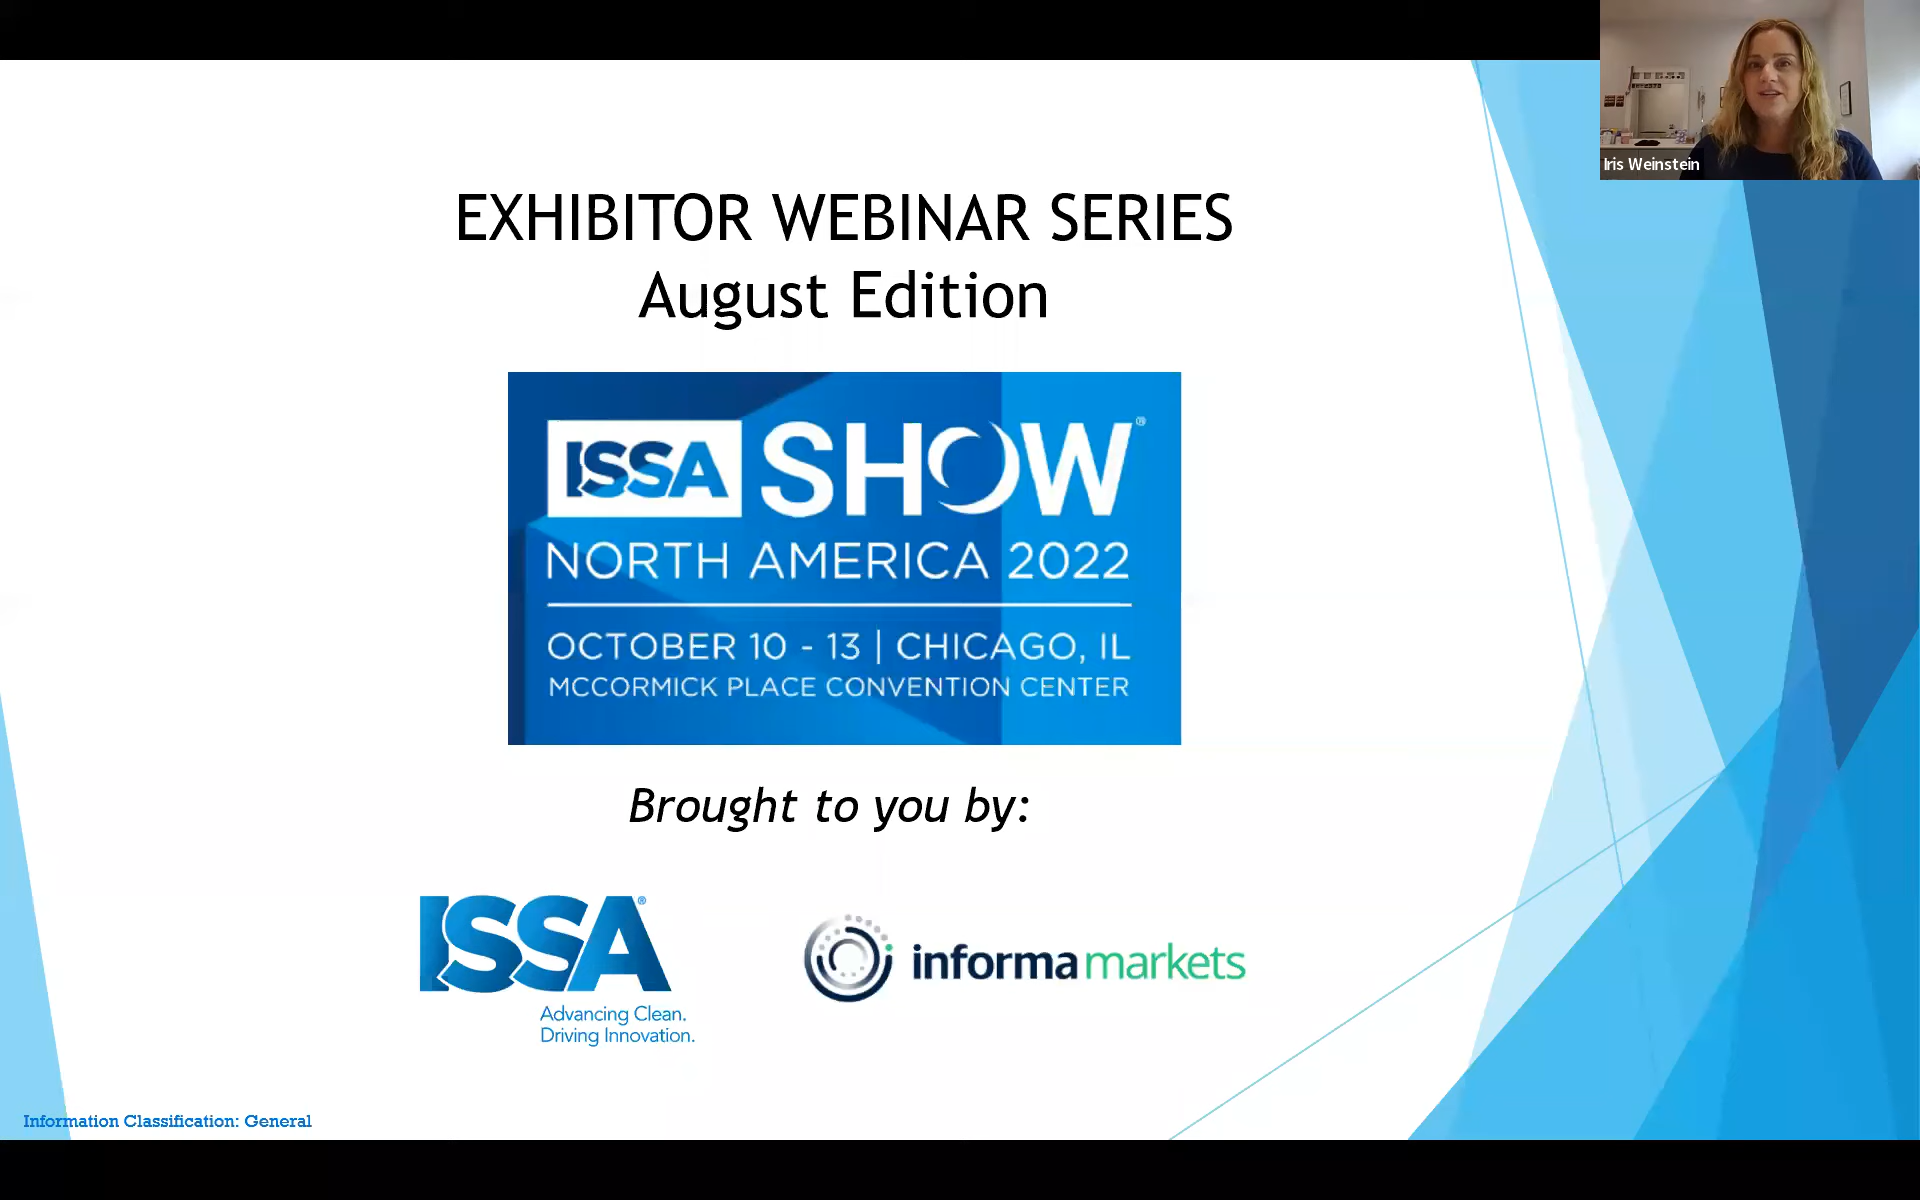 Iris Weinstein
EXHIBITOR WEBINAR SERIES
August Edition
ISSA SHOW®
NORTH AMERICA 2022
OCTOBER 10 - 13 | CHICAGO, IL
MCCORMICK PLACE CONVENTION CENTER
Brought to you by:
ISSA®
Advancing Clean.
Driving Innovation.
informa markets
Information Classification: General